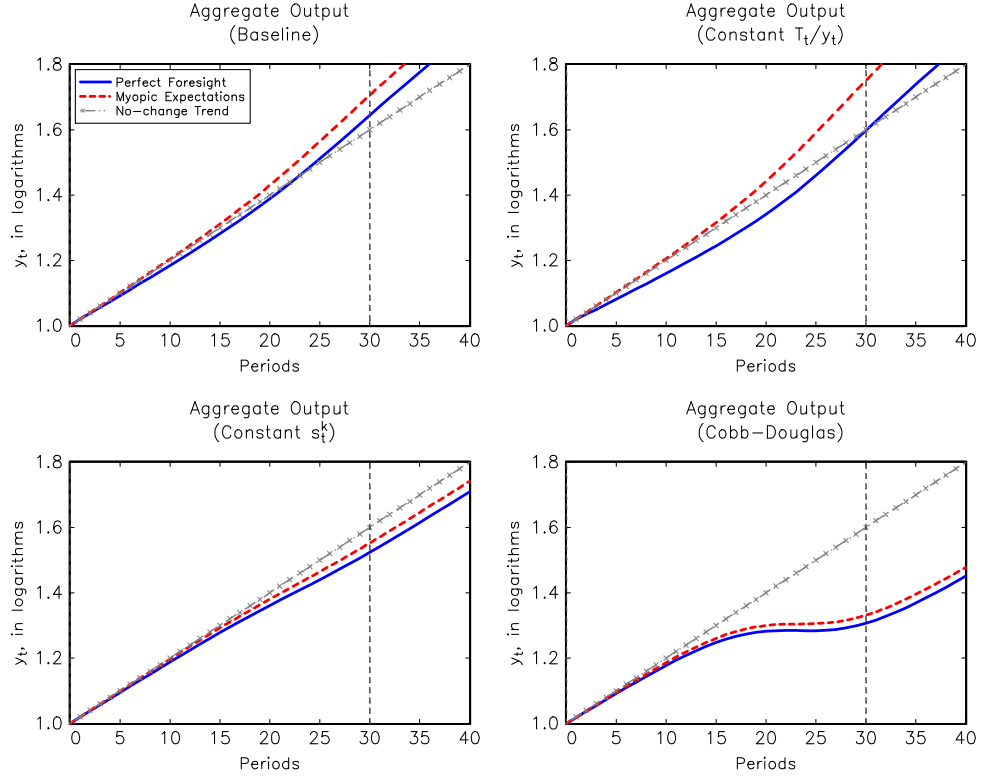 Aggregate Output
(Baseline)
1.8
1.6
1.4
1.2
1.0
y_t, in logarithms
Perfect Foresight
Myopic Expectations
No-change Trend
0 5 10 15 20 25 30 35 40
Periods
Aggregate Output
(Constant T_t/y_t)
1.8
1.6
1.4
1.2
1.0
y_t, in logarithms
0 5 10 15 20 25 30 35 40
Periods
Aggregate Output
(Constant s_t^k)
1.8
1.6
1.4
1.2
1.0
y_t, in logarithms
0 5 10 15 20 25 30 35 40
Periods
Aggregate Output
(Cobb-Douglas)
1.8
1.6
1.4
1.2
1.0
y_t, in logarithms
0 5 10 15 20 25 30 35 40
Periods